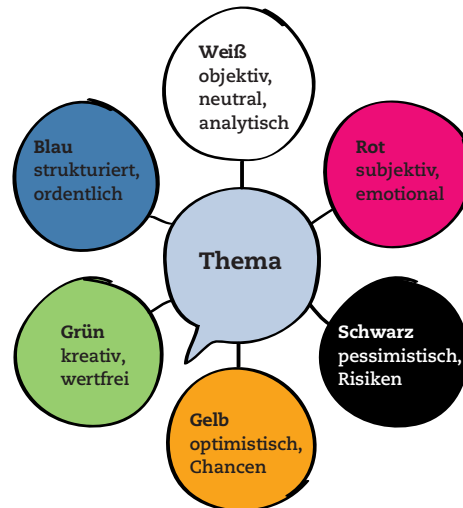 Weiß
objektiv,
neutral,
analytisch
Rot
subjektiv,
emotional
Schwarz
pessimistisch,
Risiken
Gelb
optimistisch,
Chancen
Grün
kreativ,
wertfrei
Blau
strukturiert,
ordentlich
Thema